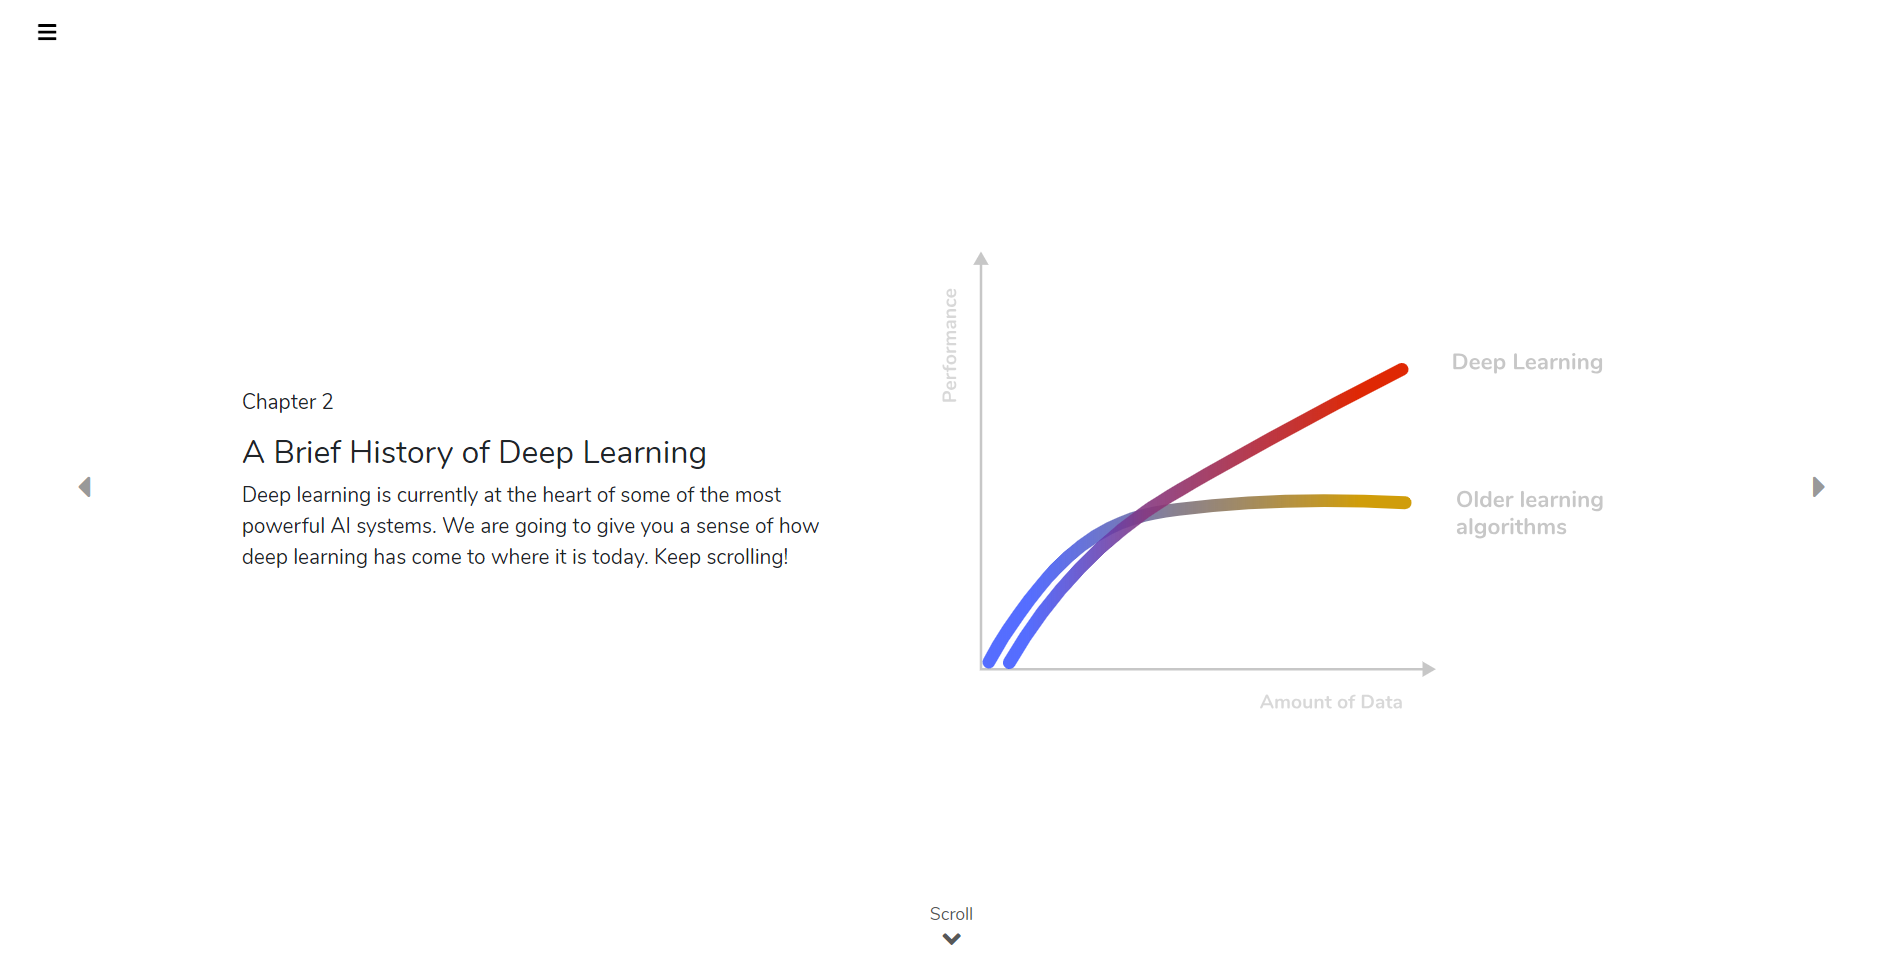 Chapter 2
A Brief History of Deep Learning
Deep learning is currently at the heart of some of the most
powerful AI systems. We are going to give you a sense of how
deep learning has come to where it is today. Keep scrolling!
Performance
Deep Learning
Older learning
algorithms
Amount of Data
Scroll